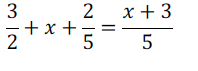 3/2 + x + 2/5 = (x + 3)/5